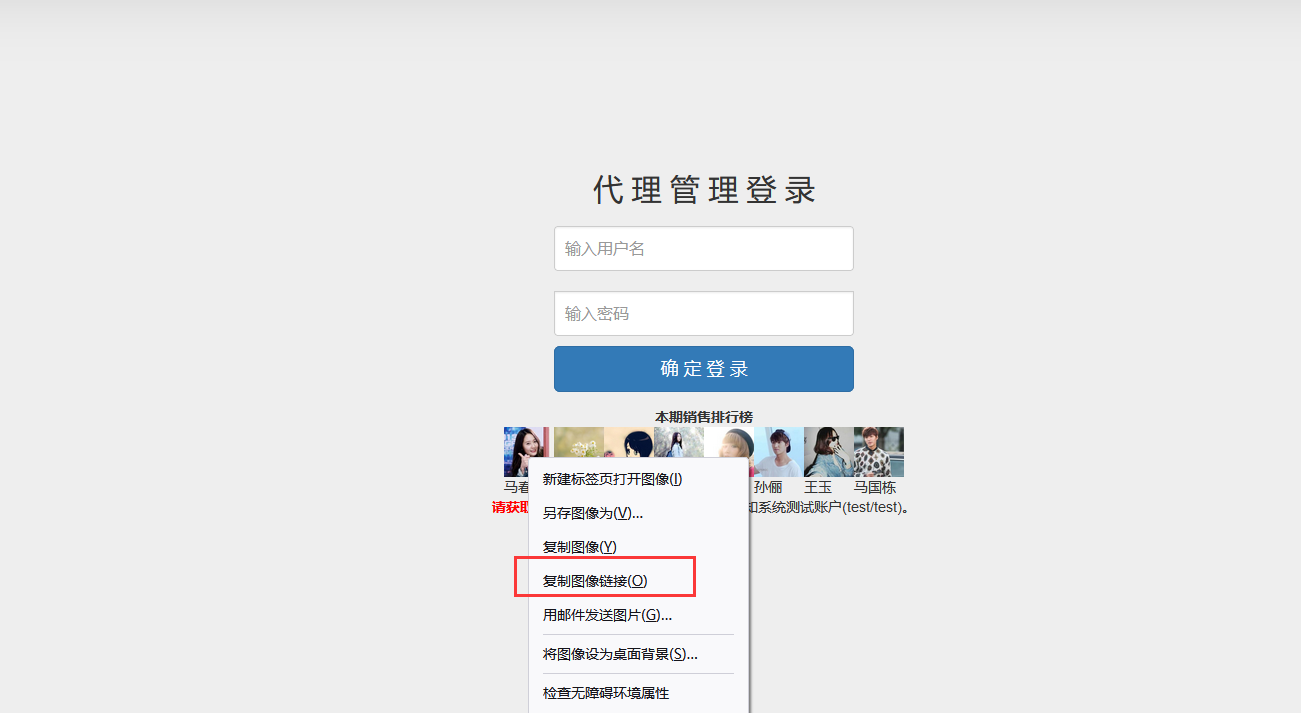 代理管理登录
输入用户名
输入密码
确定登录
本期销售排行榜
马春 孙俪 王玉 马国栋
请获取 和系统测试账户(test/test)。
新建标签页打开图像(I)
另存图像为(V)...
复制图像(Y)
复制图像链接(O)
用邮件发送图片(G)...
将图像设为桌面背景(S)...
检查无障碍环境属性